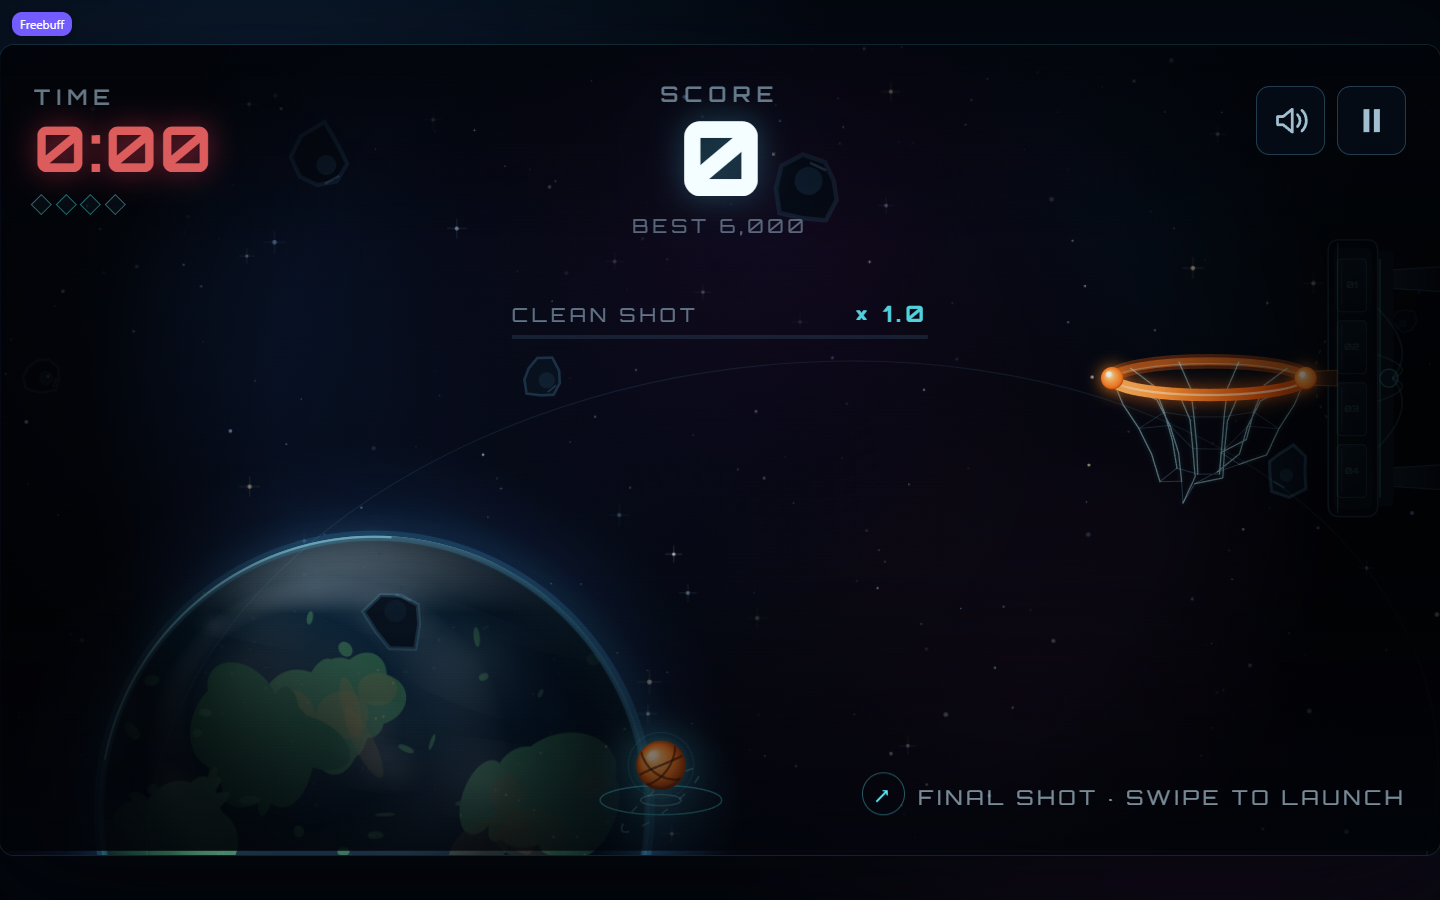 Freebuff
TIME
0:00
SCORE
0
BEST 6,000
CLEAN SHOT
x 1.0
FINAL SHOT · SWIPE TO LAUNCH